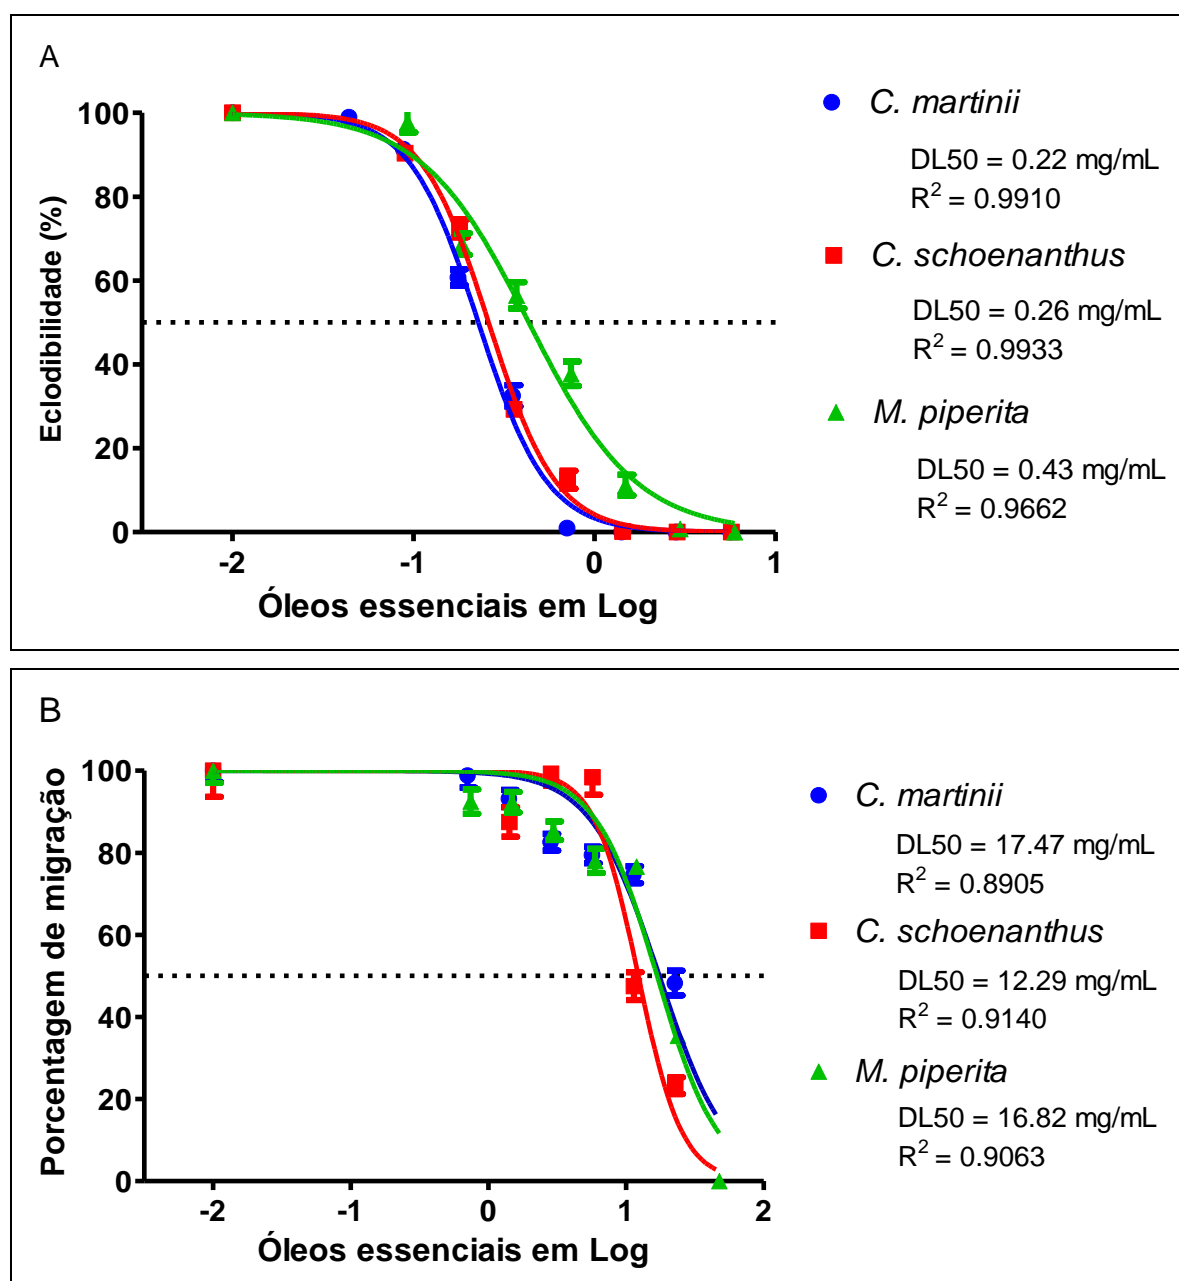 A
Eclodibilidade (%)
100
80
60
40
20
0
-2 -1 0 1
Óleos essenciais em Log
C. martinii
DL50 = 0.22 mg/mL
R² = 0.9910
C. schoenanthus
DL50 = 0.26 mg/mL
R² = 0.9933
M. piperita
DL50 = 0.43 mg/mL
R² = 0.9662
B
Porcentagem de migração
100
80
60
40
20
0
-2 -1 0 1 2
Óleos essenciais em Log
C. martinii
DL50 = 17.47 mg/mL
R² = 0.8905
C. schoenanthus
DL50 = 12.29 mg/mL
R² = 0.9140
M. piperita
DL50 = 16.82 mg/mL
R² = 0.9063